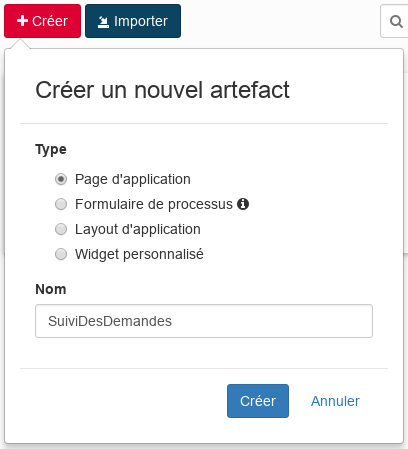 Créer
Importer
Créer un nouvel artefact
Type
Page d'application
Formulaire de processus
Layout d'application
Widget personnalisé
Nom
SuiviDesDemandes
Créer
Annuler